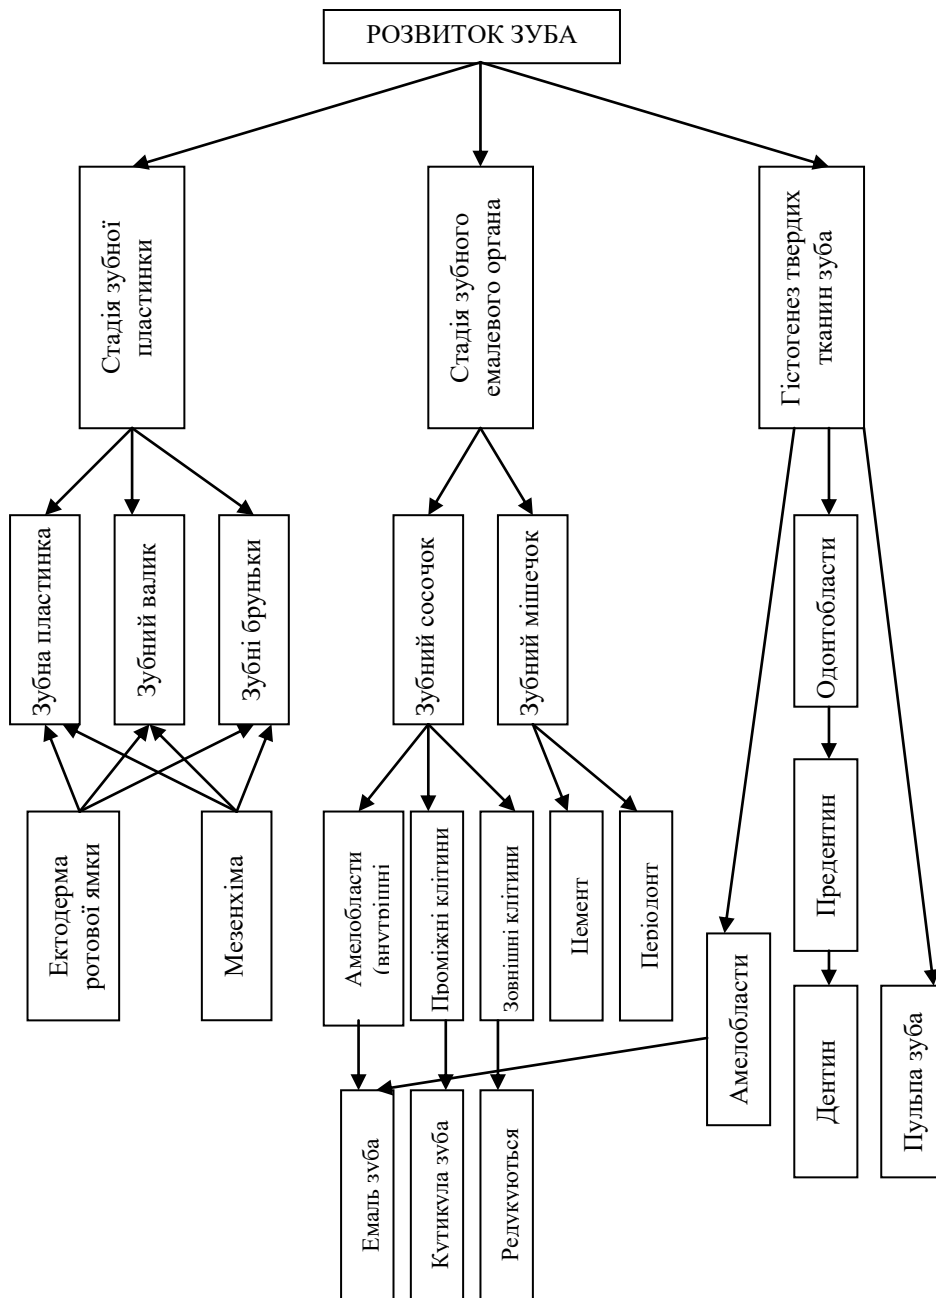 РОЗВИТОК ЗУБА
Стадія зубної
пластинки
Стадія зубного
емалевого органа
Гістогенез твердих
тканин зуба
Зубна пластинка
Зубний валик
Зубні бруньки
Зубний сосочок
Зубний мішечок
Одонтобласти
Ектодерма
ротової ямки
Мезенхіма
Амелобласти
(внутрішні
Проміжні клітини
Зовнішні клітини
Цемент
Періодонт
Предентин
Амелобласти
Дентин
Пульпа зуба
Емаль зуба
Кутикула зуба
Редукуються